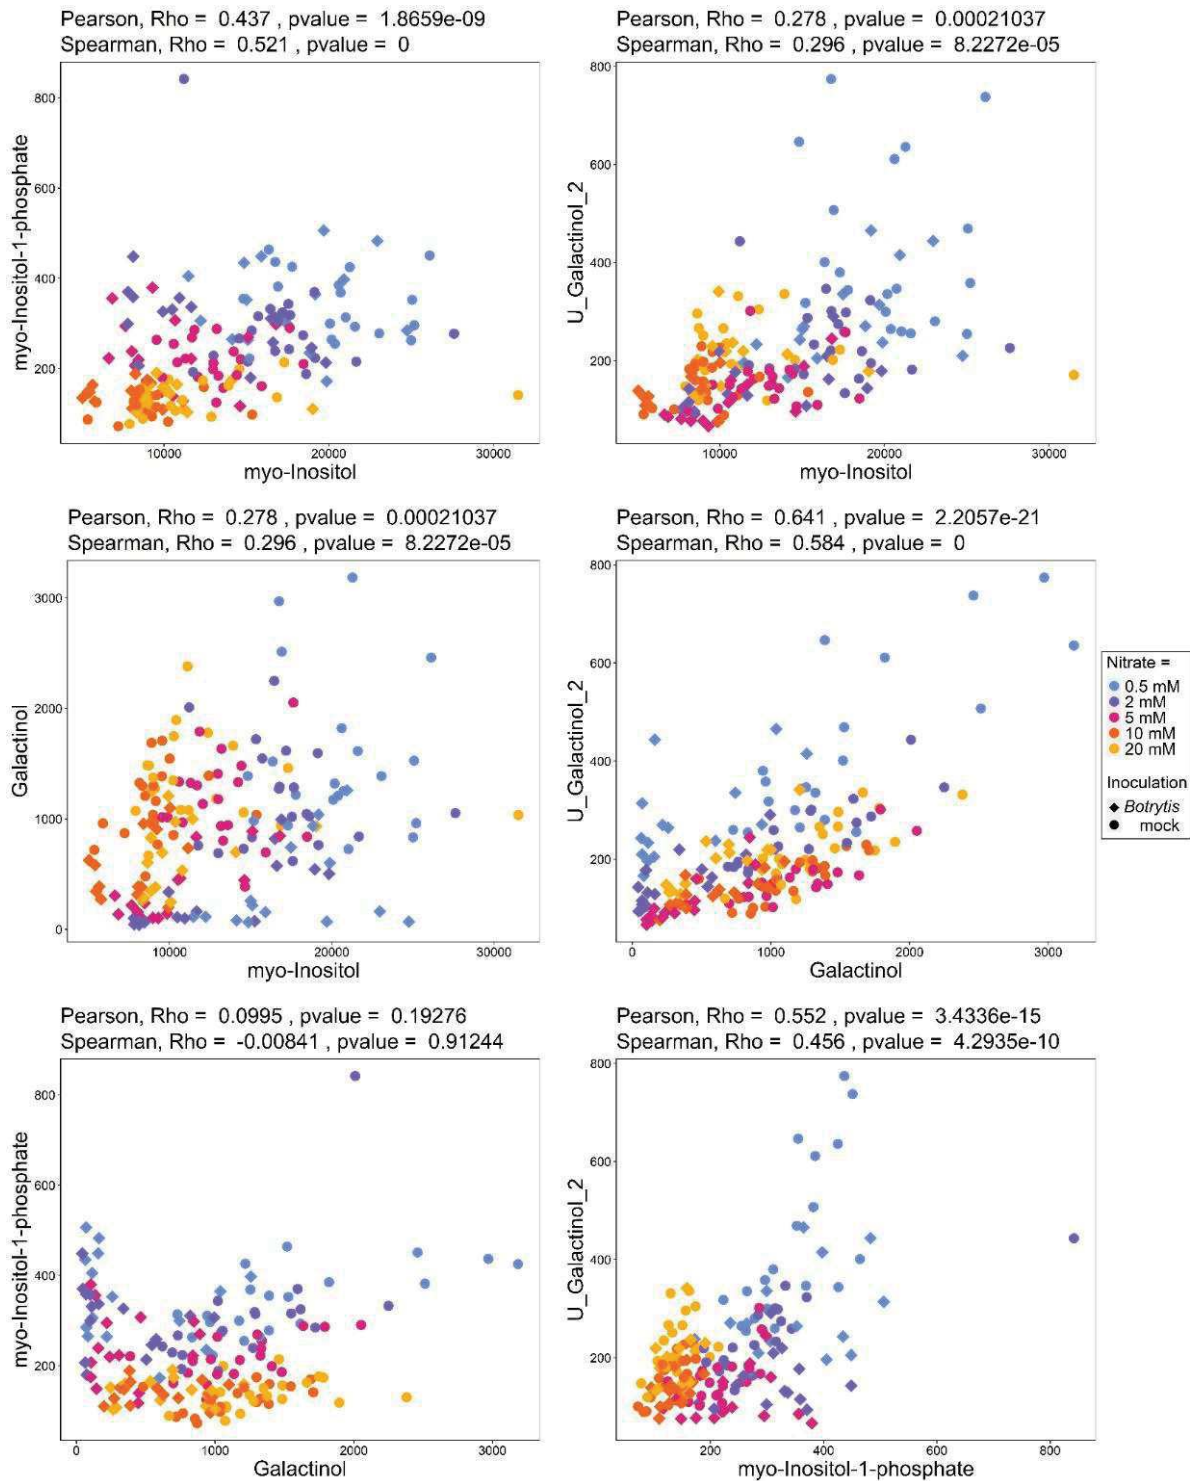 Pearson, Rho =  0.437 , pvalue =  1.8659e-09
Spearman, Rho =  0.521 , pvalue =  0
800
600
400
200
myo-Inositol-1-phosphate
10000 20000 30000
myo-Inositol
Pearson, Rho =  0.278 , pvalue =  0.00021037
Spearman, Rho =  0.296 , pvalue =  8.2272e-05
800
600
400
200
U_Galactinol_2
10000 20000 30000
myo-Inositol
Pearson, Rho =  0.278 , pvalue =  0.00021037
Spearman, Rho =  0.296 , pvalue =  8.2272e-05
3000
2000
1000
0
Galactinol
10000 20000 30000
myo-Inositol
Pearson, Rho =  0.641 , pvalue =  2.2057e-21
Spearman, Rho =  0.584 , pvalue =  0
800
600
400
200
U_Galactinol_2
0 1000 2000 3000
Galactinol
Nitrate =
0.5 mM
2 mM
5 mM
10 mM
20 mM
Inoculation
Botrytis
mock
Pearson, Rho =  0.0995 , pvalue =  0.19276
Spearman, Rho =  -0.00841 , pvalue =  0.91244
800
600
400
200
myo-Inositol-1-phosphate
0 1000 2000 3000
Galactinol
Pearson, Rho =  0.552 , pvalue =  3.4336e-15
Spearman, Rho =  0.456 , pvalue =  4.2935e-10
800
600
400
200
U_Galactinol_2
200 400 600 800
myo-Inositol-1-phosphate